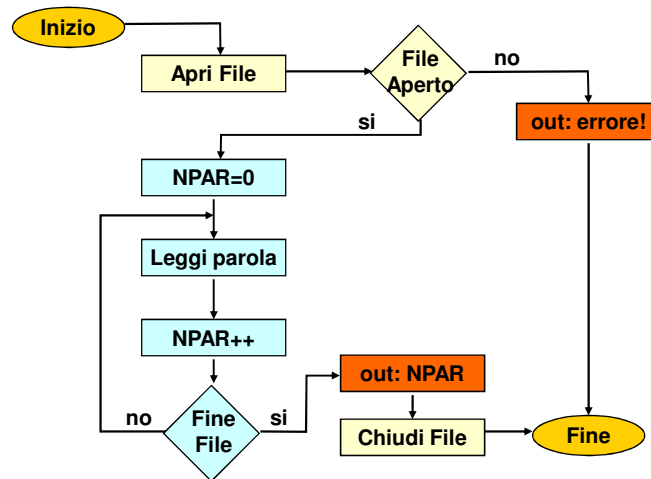 Inizio
Apri File
File
Aperto
no
out: errore!
si
NPAR=0
Leggi parola
NPAR++
Fine
File
no
si
out: NPAR
Chiudi File
Fine